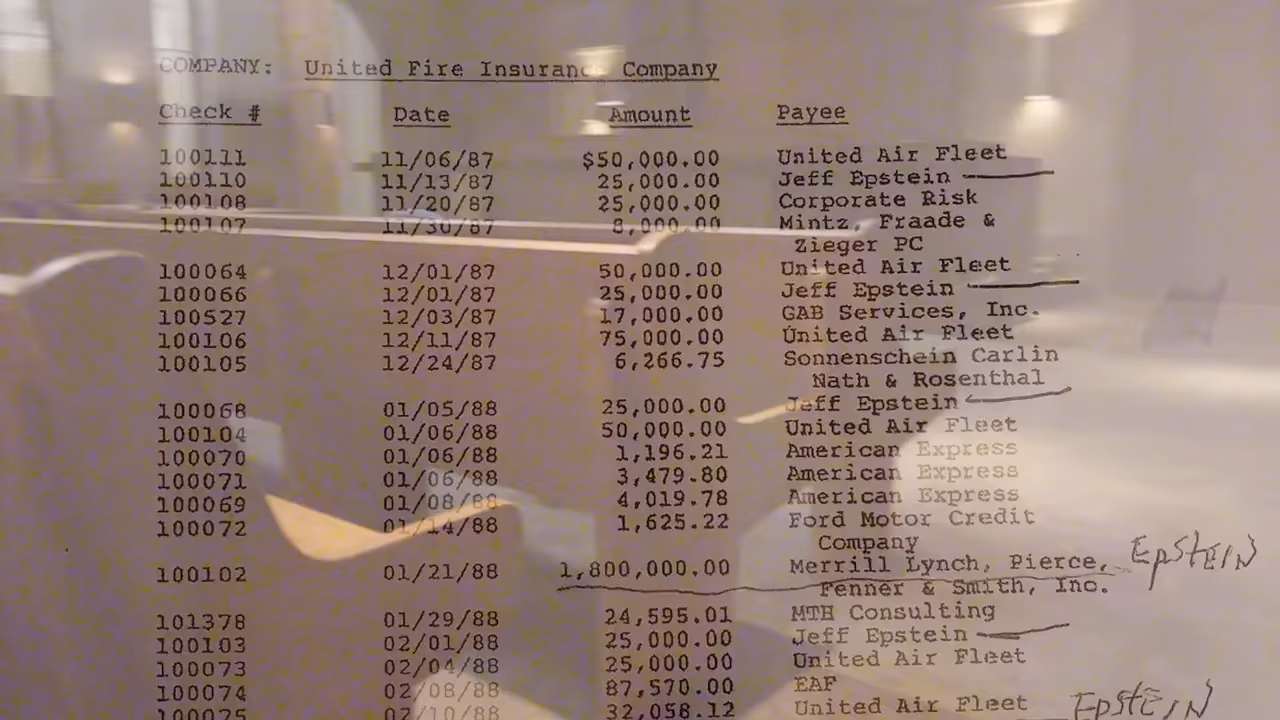 COMPANY: United Fire Insurance Company
Check # Date Amount Payee
100111 11/06/87 $50,000.00 United Air Fleet
100110 11/13/87 25,000.00 Jeff Epstein
100108 11/20/87 25,000.00 Corporate Risk
100107 11/30/87 8,000.00 Mintz, Fraade &
Zieger PC
100064 12/01/87 50,000.00 United Air Fleet
100066 12/01/87 25,000.00 Jeff Epstein
100527 12/03/87 17,000.00 GAB Services, Inc.
100106 12/11/87 75,000.00 United Air Fleet
100105 12/24/87 6,266.75 Sonnenschein Carlin
Nath & Rosenthal
100068 01/05/88 25,000.00 Jeff Epstein
100104 01/06/88 50,000.00 United Air Fleet
100070 01/06/88 1,196.21 American Express
100071 01/06/88 3,479.80 American Express
100069 01/08/88 4,019.78 American Express
100072 01/14/88 1,625.22 Ford Motor Credit
Company
100102 01/21/88 1,800,000.00 Merrill Lynch, Pierce, EPSTEIN
Fenner & Smith, Inc.
101378 01/29/88 24,595.01 MTH Consulting
100103 02/01/88 25,000.00 Jeff Epstein
100073 02/04/88 25,000.00 United Air Fleet
100074 02/08/88 87,570.00 EAF
100075 02/10/88 32,058.12 United Air Fleet EPSTEIN